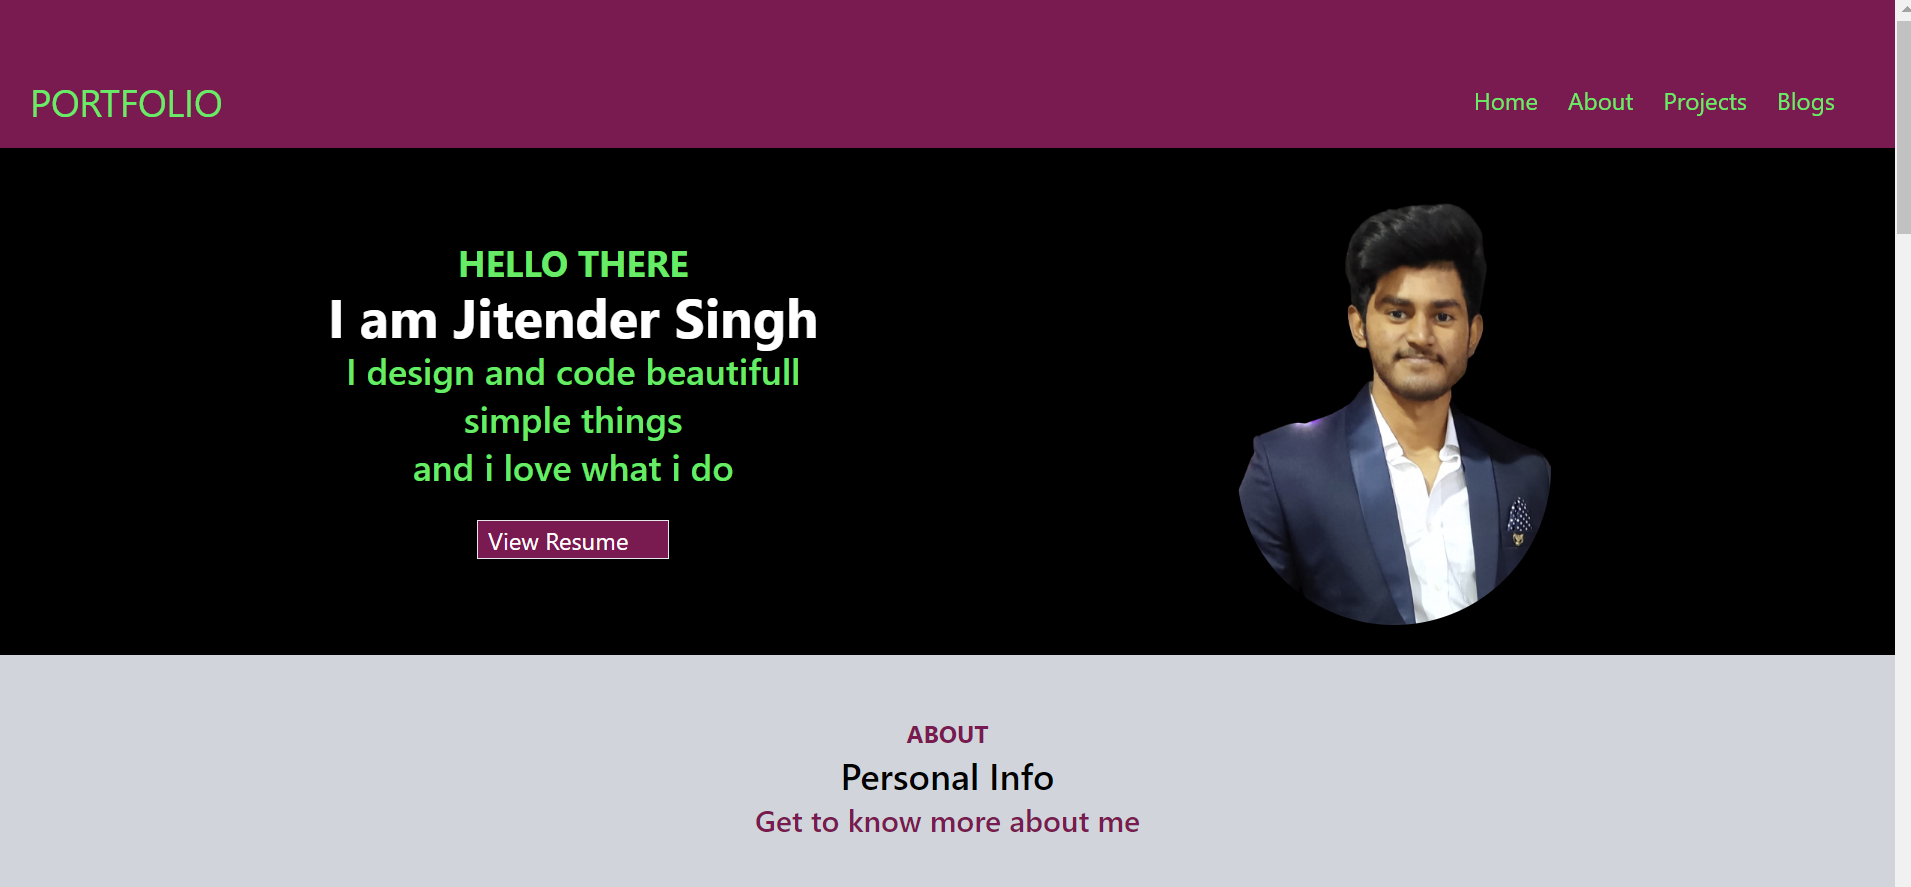 PORTFOLIO
Home About Projects Blogs
HELLO THERE
I am Jitender Singh
I design and code beautifull
simple things
and i love what i do
View Resume
ABOUT
Personal Info
Get to know more about me